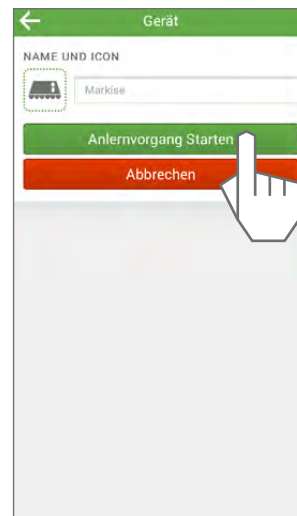 Gerät
NAME UND ICON
Markise
Anlernvorgang Starten
Abbrechen